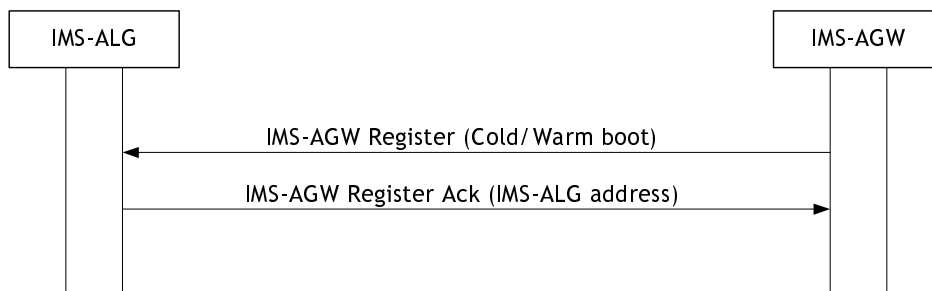 IMS-ALG
IMS-AGW
IMS-AGW Register (Cold/Warm boot)
IMS-AGW Register Ack (IMS-ALG address)